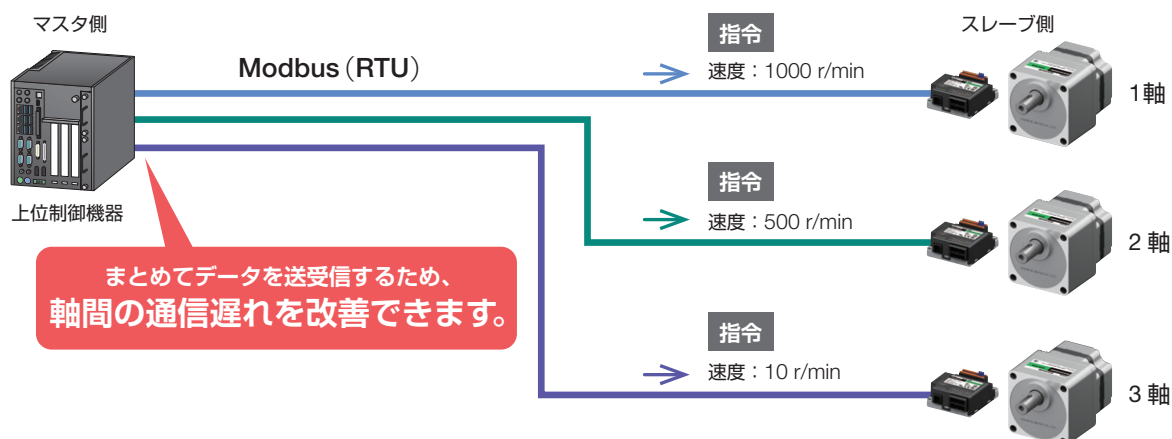 マスタ側
上位制御機器
Modbus（RTU）
まとめてデータを送受信するため、
軸間の通信遅れを改善できます。
指令
速度：1000 r/min
指令
速度：500 r/min
指令
速度：10 r/min
スレーブ側
1軸
2 軸
3 軸